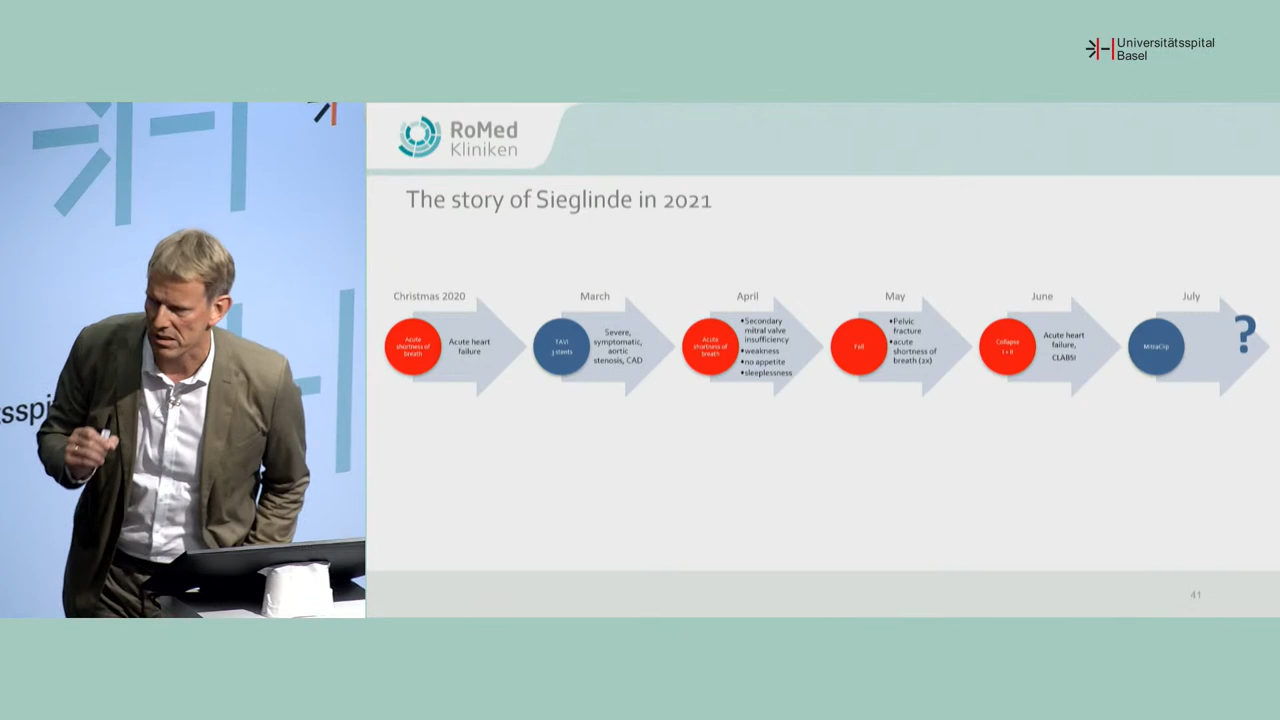 Universitätsspital
Basel
RoMed
Kliniken
The story of Sieglinde in 2021
Christmas 2020
Acute
shortness of
breath
Acute heart
failure
March
TAVI
3 stents
Severe,
symptomatic,
aortic
stenosis, CAD
April
Acute
shortness of
breath
•Secondary
mitral valve
insufficiency
•weakness
•no appetite
•sleeplessness
May
Fall
•Pelvic
fracture
•acute
shortness of
breath (2x)
June
Collapse
I + II
Acute heart
failure,
CLABSI
July
MitraClip
?
41
tsspi